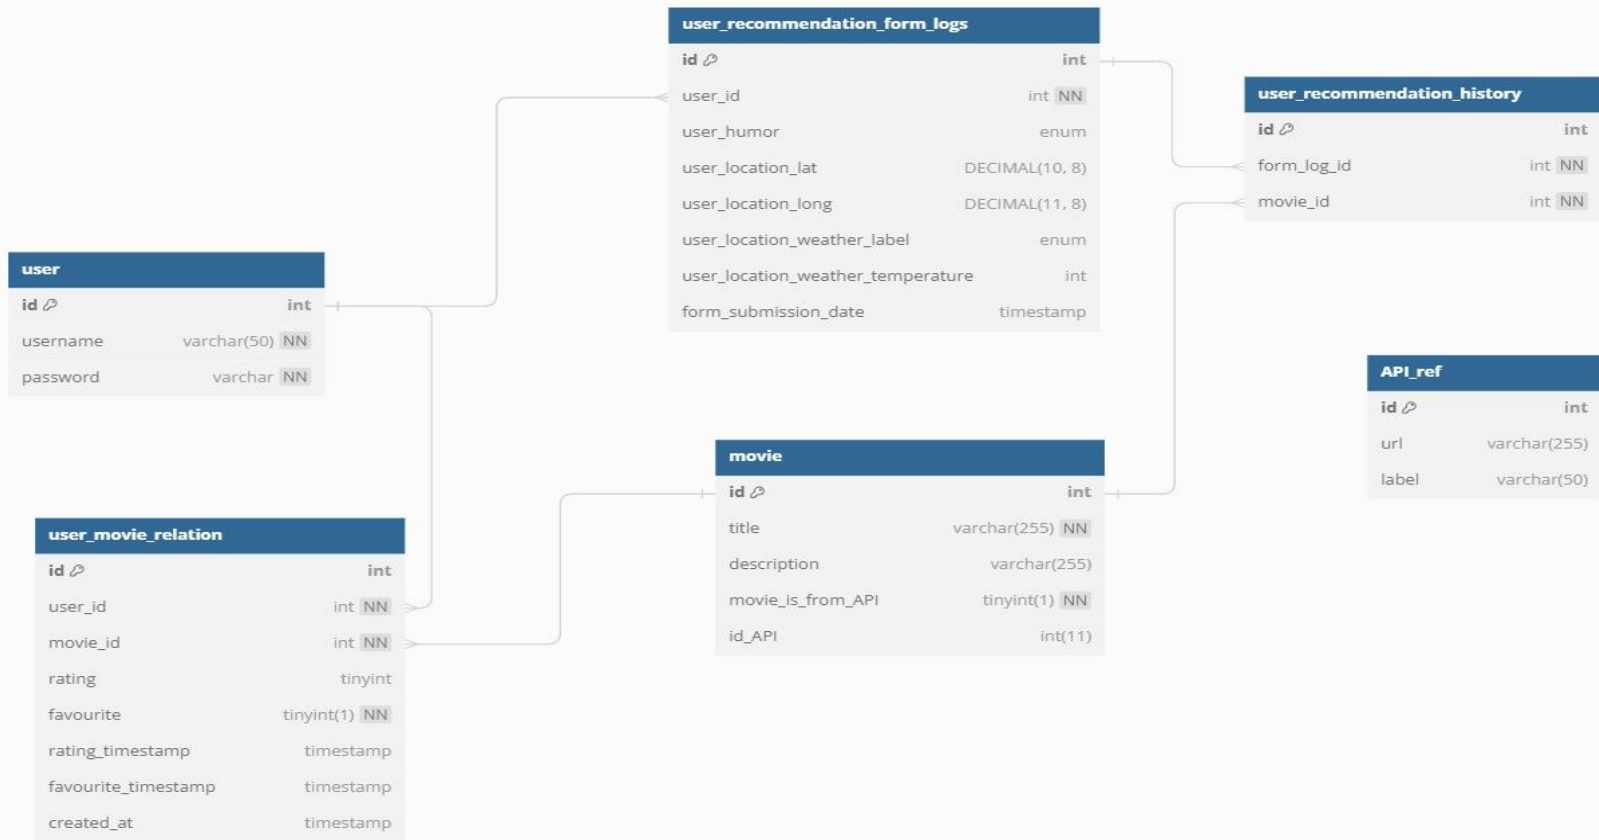 user_recommendation_form_logs
id int
user_id int NN
user_humor enum
user_location_lat DECIMAL(10, 8)
user_location_long DECIMAL(11, 8)
user_location_weather_label enum
user_location_weather_temperature int
form_submission_date timestamp
user_recommendation_history
id int
form_log_id int NN
movie_id int NN
user
id int
username varchar(50) NN
password varchar NN
API_ref
id int
url varchar(255)
label varchar(50)
movie
id int
title varchar(255) NN
description varchar(255)
movie_is_from_API tinyint(1) NN
id_API int(11)
user_movie_relation
id int
user_id int NN
movie_id int NN
rating tinyint
favourite tinyint(1) NN
rating_timestamp timestamp
favourite_timestamp timestamp
created_at timestamp